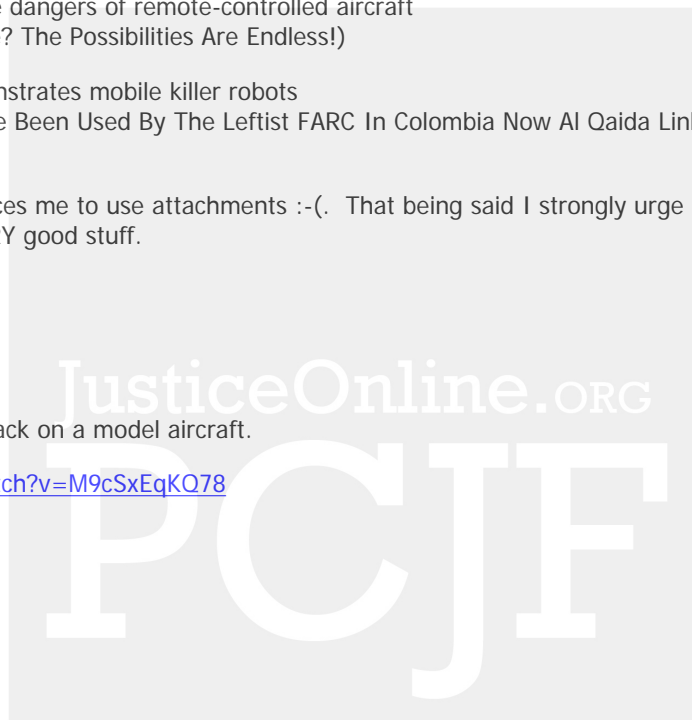 e dangers of remote-controlled aircraft
? The Possibilities Are Endless!)
nstrates mobile killer robots
e Been Used By The Leftist FARC In Colombia Now Al Qaida Lin
ces me to use attachments :-(. That being said I strongly urge
Y good stuff.
JusticeOnline.ORG
ack on a model aircraft.
ch?v=M9cSxEqKQ78
PCJF